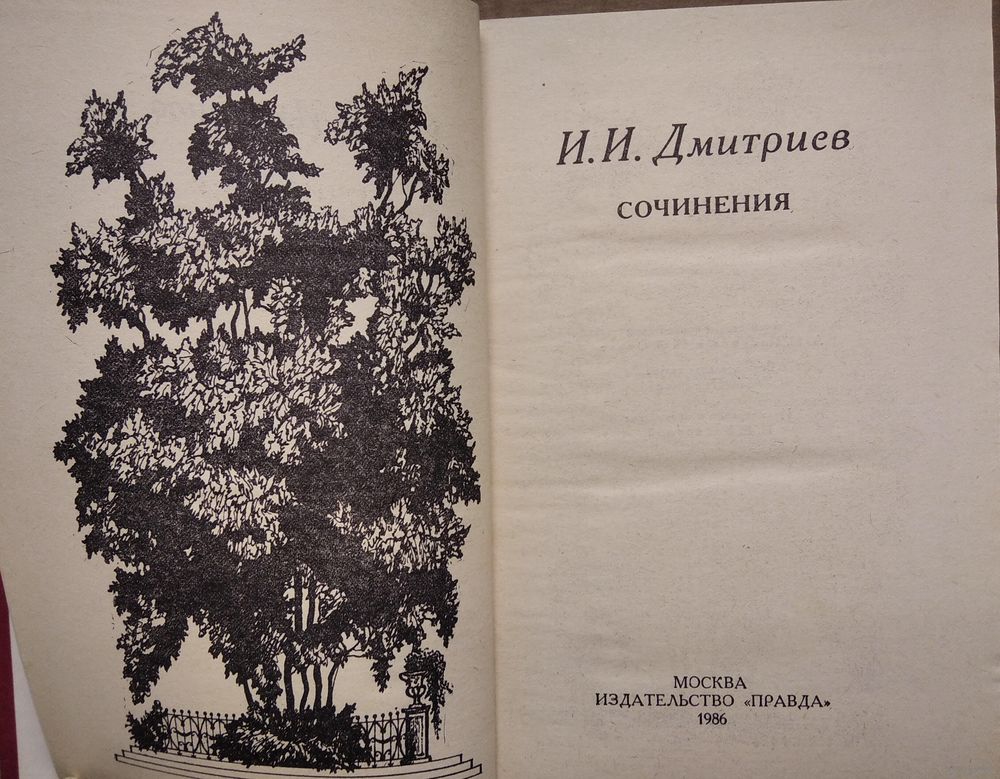 И.И. Дмитриев
СОЧИНЕНИЯ
МОСКВА
ИЗДАТЕЛЬСТВО «ПРАВДА»
1986